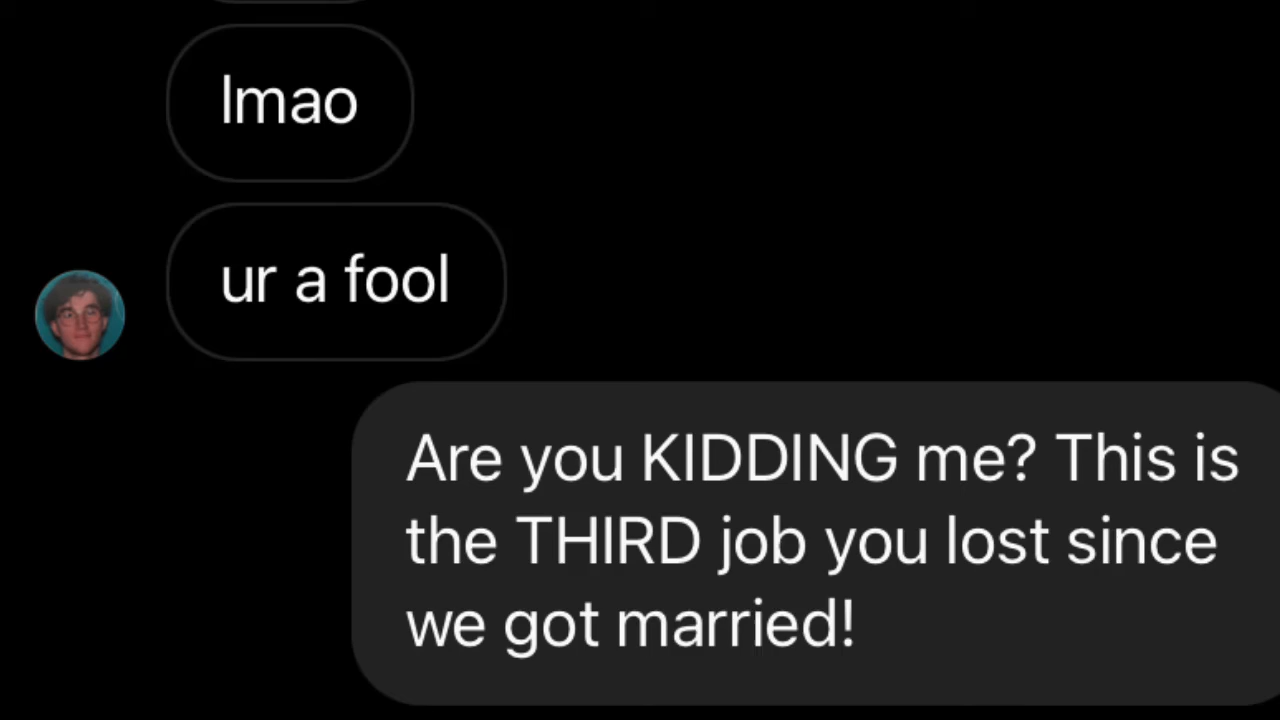 lmao
ur a fool
Are you KIDDING me? This is
the THIRD job you lost since
we got married!